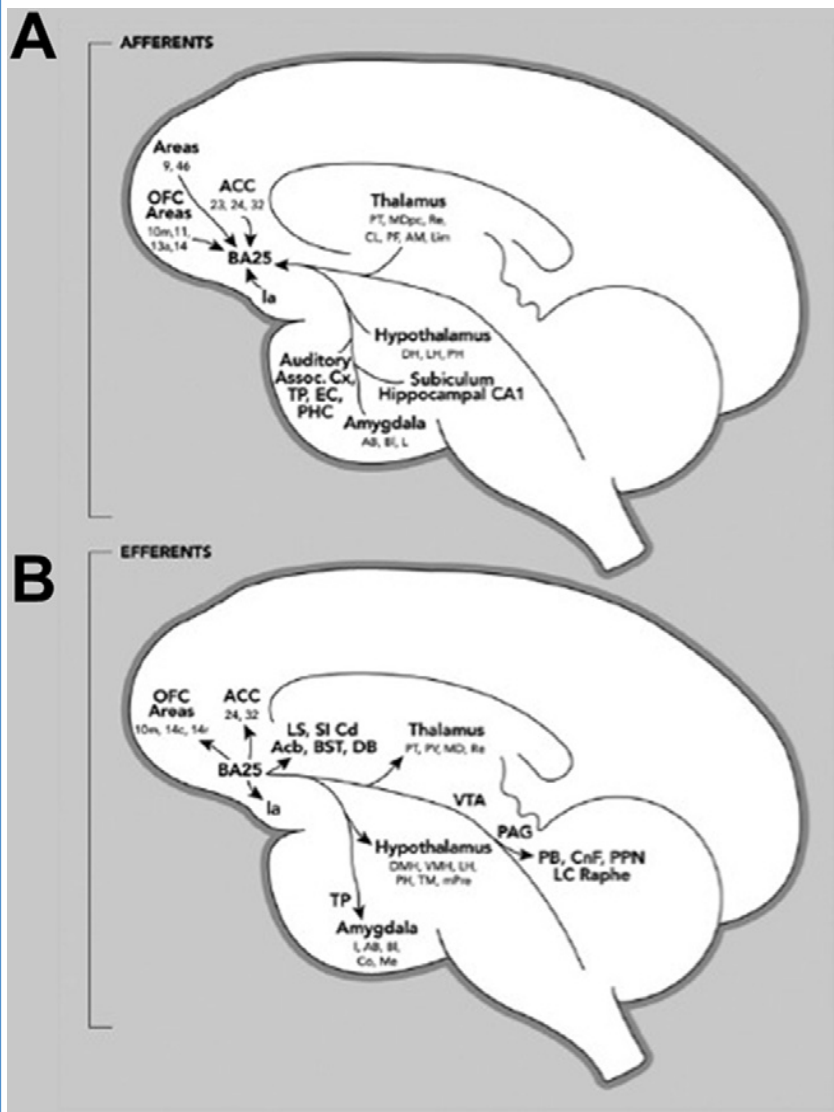 A
AFFERENTS
Areas
9, 46
OFC
Areas
10m,11,
13a,14
ACC
23, 24, 32
BA25
Ia
Thalamus
PT, MDpc, Re,
CL, PF, AM, Lim
Hypothalamus
DH, LH, PH
Auditory
Assoc. Cx,
TP, EC,
PHC
Subiculum
Hippocampal CA1
Amygdala
AB, Bl, L
B
EFFERENTS
OFC
Areas
10m, 14c, 14r
ACC
24, 32
LS, SI Cd
Acb, BST, DB
Thalamus
PT, PV, MD, Re
BA25
Ia
VTA
PAG
PB, CnF, PPN
LC Raphe
Hypothalamus
DMH, VMH, LH,
PH, TM, mPre
TP
Amygdala
I, AB, Bl,
Co, Me